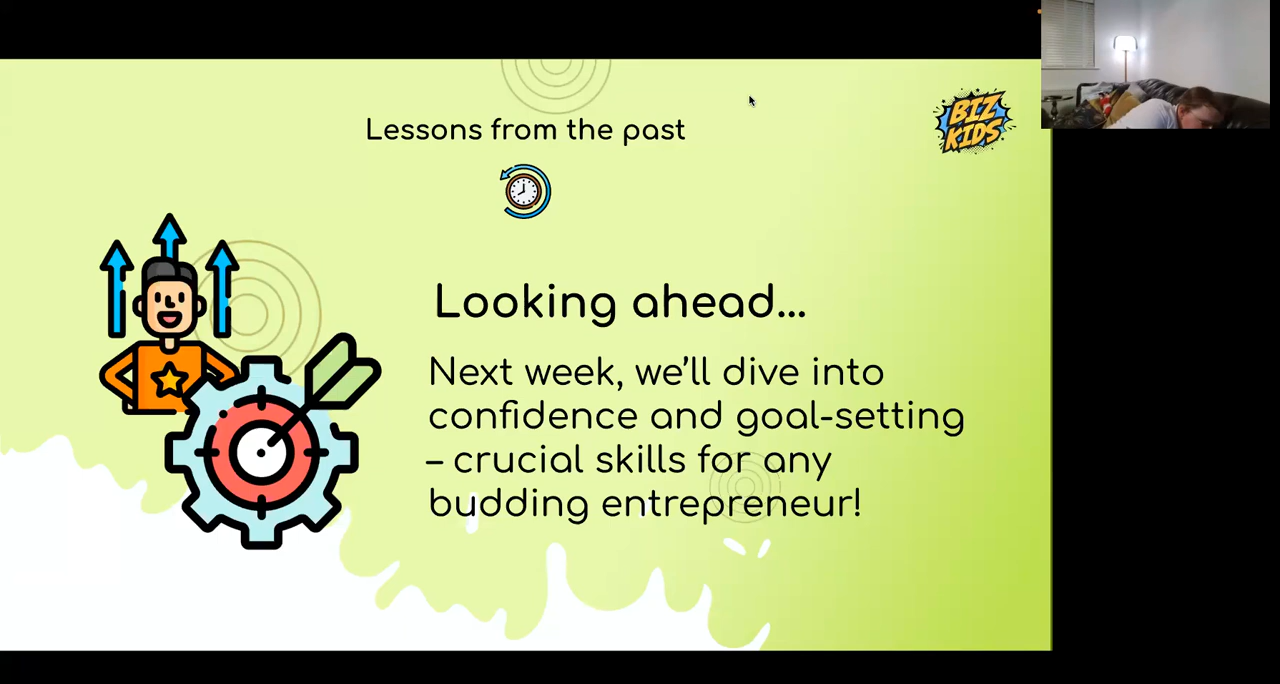 Lessons from the past
BIZ
KIDS
Looking ahead...
Next week, we’ll dive into
confidence and goal-setting
– crucial skills for any
budding entrepreneur!